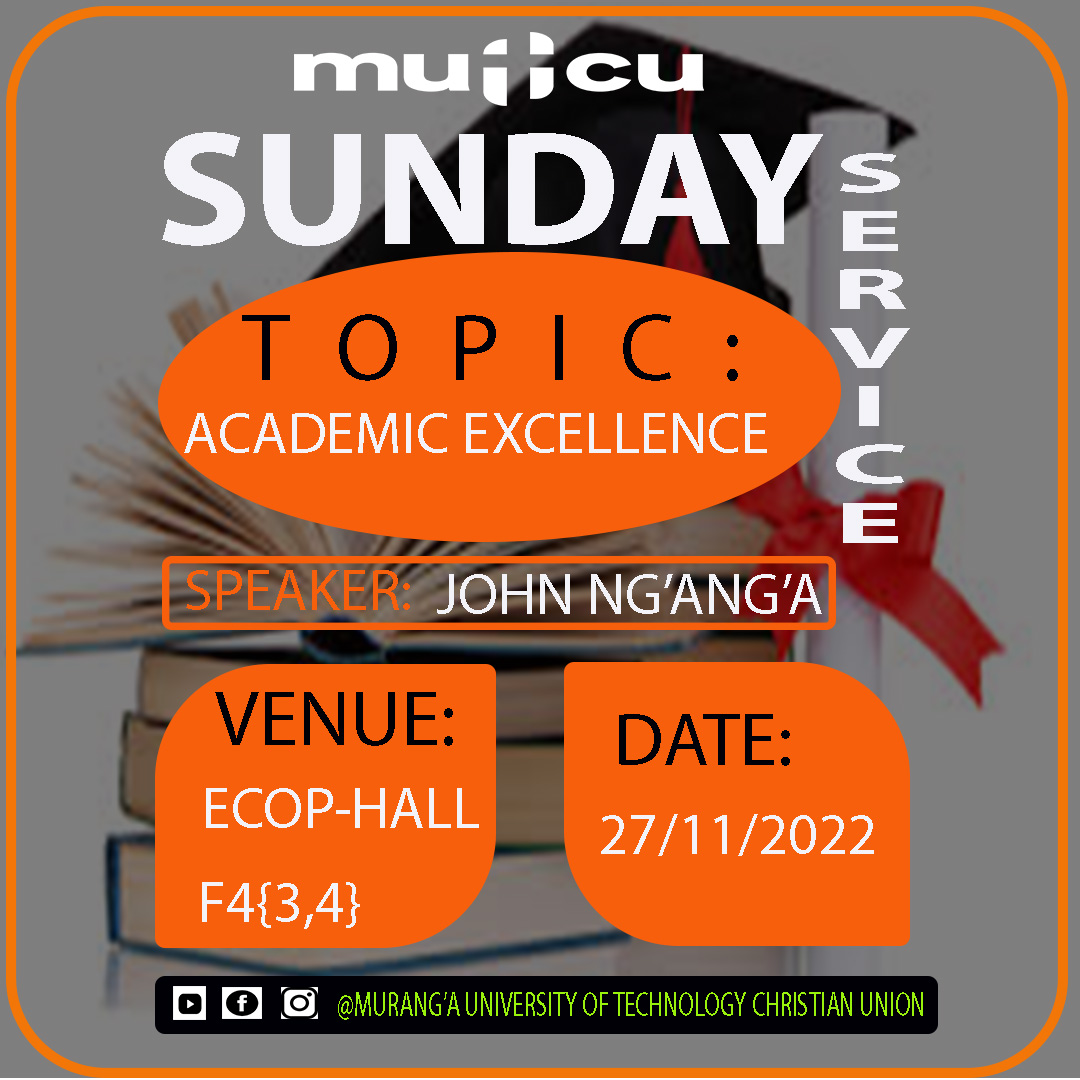 muttcu
SUNDAY
SERVICE
TOPIC:
ACADEMIC EXCELLENCE
SPEAKER: JOHN NG'ANG'A
VENUE:
ECOP-HALL
F4{3,4}
DATE:
27/11/2022
@MURANG'A UNIVERSITY OF TECHNOLOGY CHRISTIAN UNION